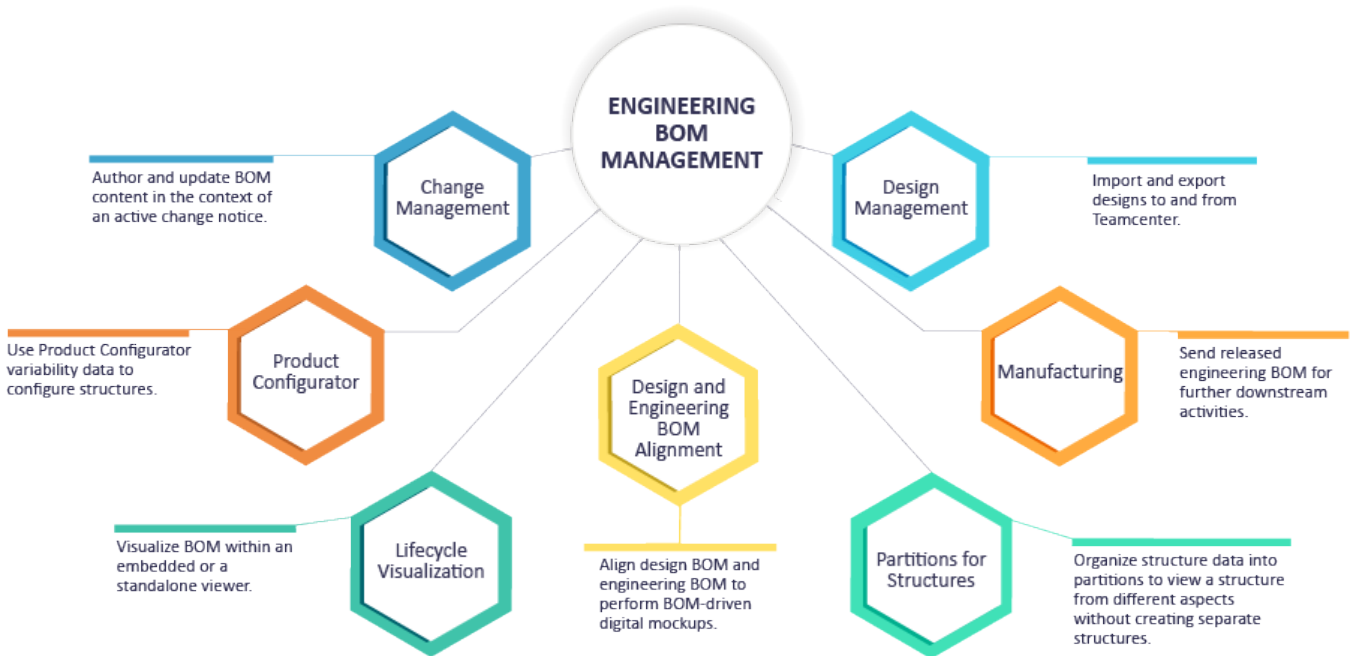 ENGINEERING
BOM
MANAGEMENT
Change
Management
Author and update BOM
content in the context of
an active change notice.
Design
Management
Import and export
designs to and from
Teamcenter.
Product
Configurator
Use Product Configurator
variability data to
configure structures.
Design and
Engineering
BOM
Alignment
Align design BOM and
engineering BOM to
perform BOM-driven
digital mockups.
Manufacturing
Send released
engineering BOM for
further downstream
activities.
Lifecycle
Visualization
Visualize BOM within an
embedded or a
standalone viewer.
Partitions for
Structures
Organize structure data into
partitions to view a structure
from different aspects
without creating separate
structures.